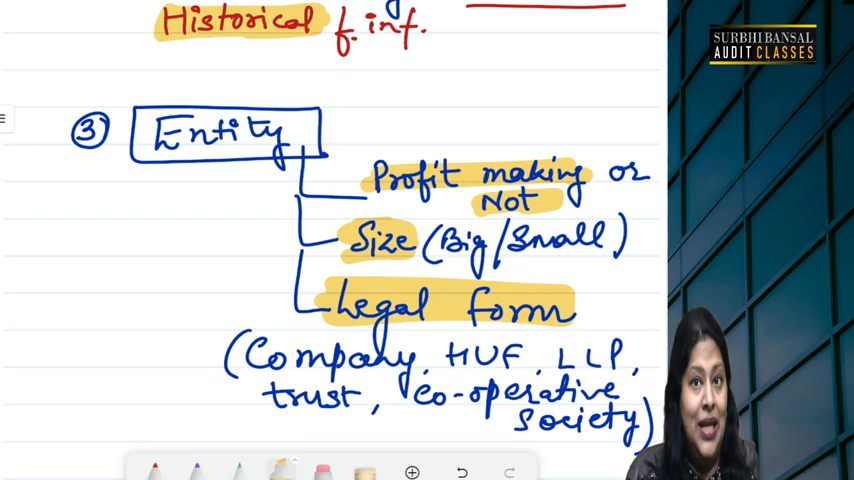 Historical f.inf.
SURBHI BANSAL
AUDIT CLASSES
③ Entity
Profit making or
Not
Size (Big/Small)
Legal form
(Company, HUF, LLP,
trust, Co-operative
Society)